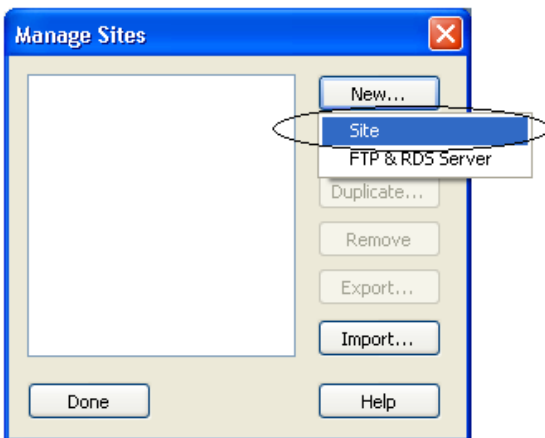 Manage Sites
New...
Site
FTP & RDS Server
Duplicate...
Remove
Export...
Import...
Done
Help